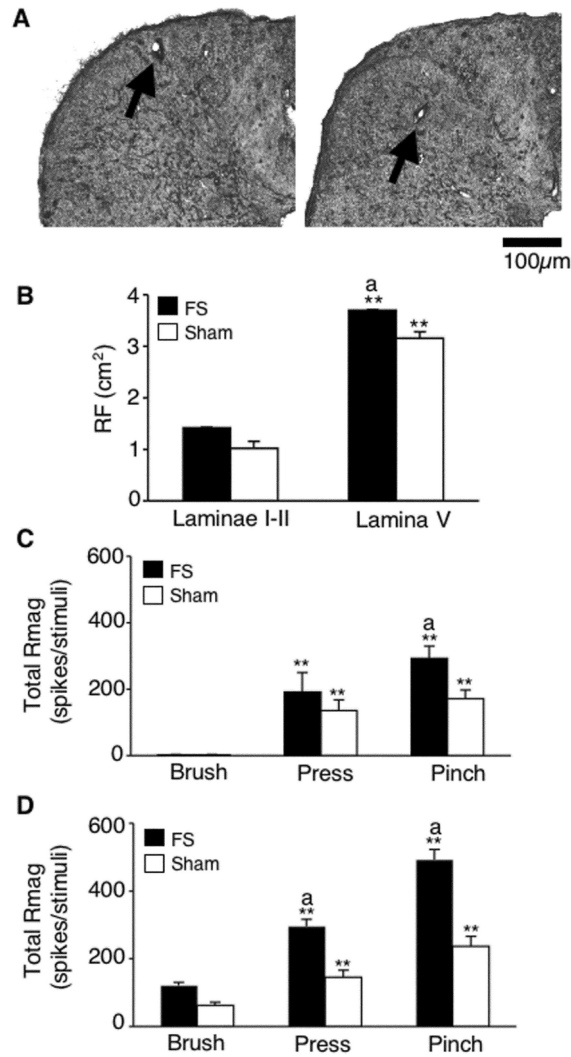 A
100µm
B
4
3
2
1
0
RF (cm²)
FS
Sham
a
**
**
Laminae I-II
Lamina V
C
600
400
200
0
Total Rmag
(spikes/stimuli)
FS
Sham
**
**
a
**
**
Brush
Press
Pinch
D
600
400
200
0
Total Rmag
(spikes/stimuli)
FS
Sham
a
**
**
a
**
**
Brush
Press
Pinch